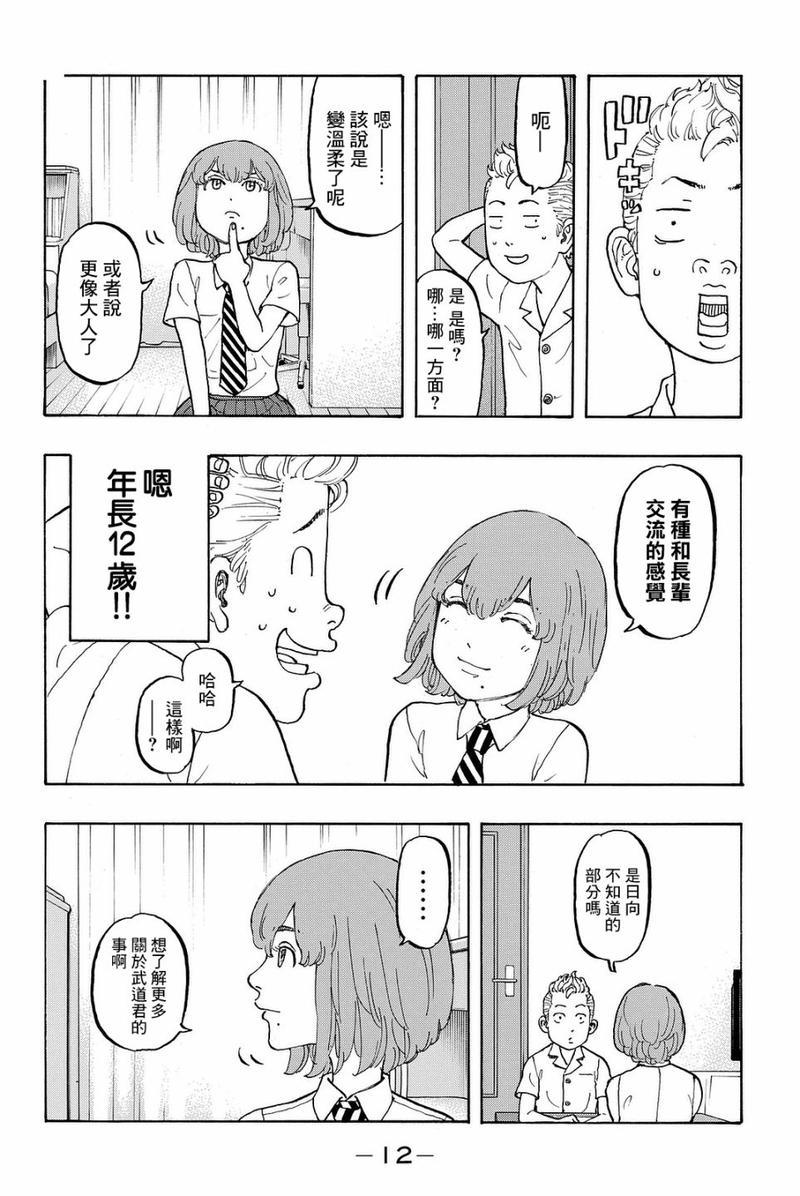 ドキッ
呃—
是 是嗎？
哪…哪一方面？
嗯——…
該說是
變溫柔了呢
或者說
更像大人了
有種和長輩
交流的感覺
嗯
年長12歲!!
哈哈
這樣啊
——？
是日向
不知道的
部分嗎
……
想了解更多
關於武道君的
事啊
—12—